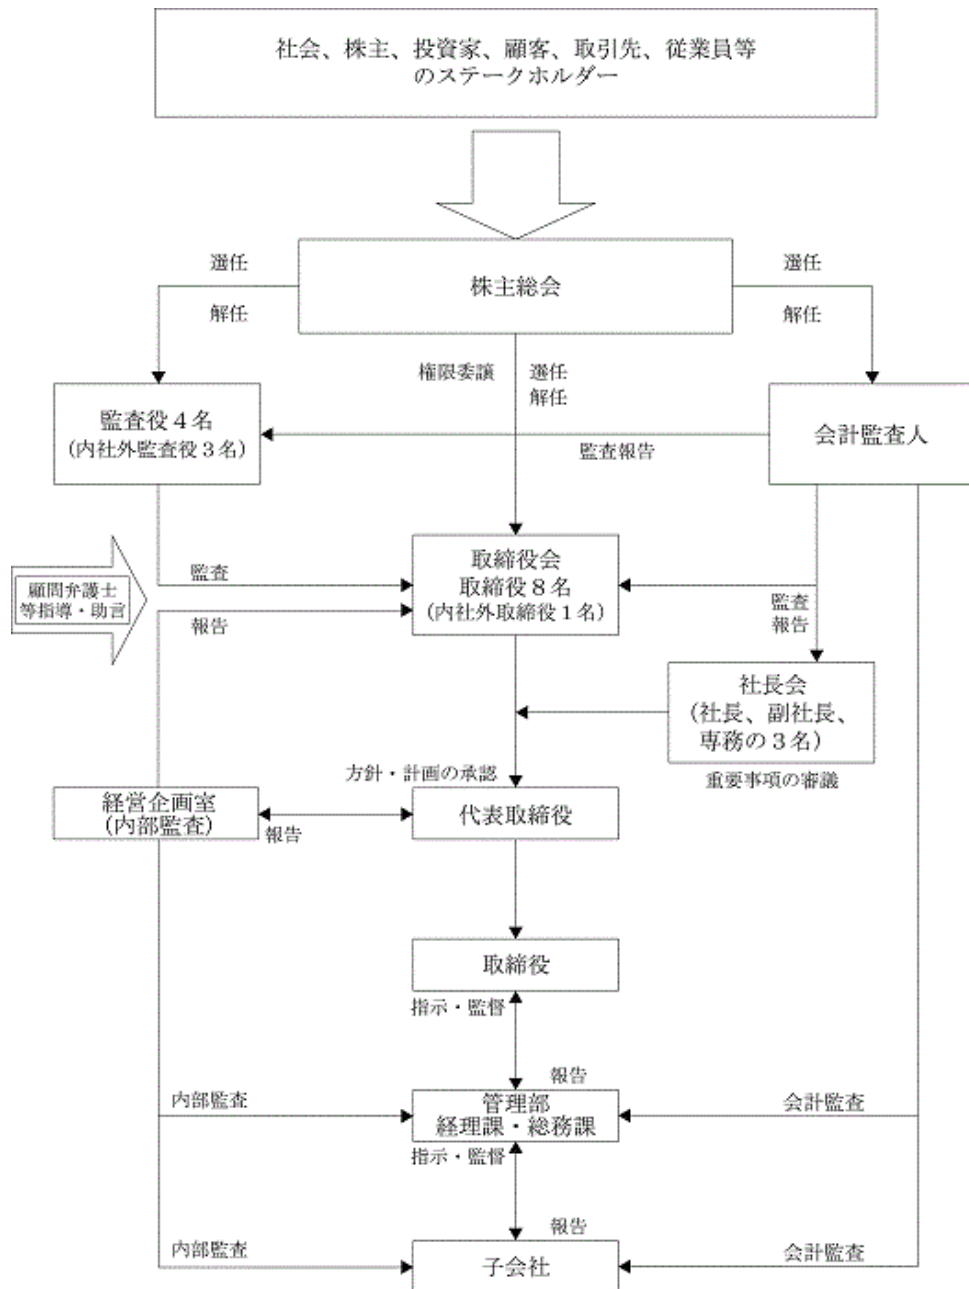 社会、株主、投資家、顧客、取引先、従業員等
のステークホルダー
選任
解任
株主総会
選任
解任
権限委譲
選任
解任
監査役４名
（内社外監査役３名）
会計監査人
監査報告
取締役会
取締役８名
（内社外取締役１名）
顧問弁護士
等指導・助言
監査
報告
監査
報告
社長会
（社長、副社長、
専務の３名）
重要事項の審議
方針・計画の承認
経営企画室
（内部監査）
報告
代表取締役
取締役
指示・監督
報告
内部監査
管理部
経理課・総務課
会計監査
指示・監督
報告
内部監査
子会社
会計監査